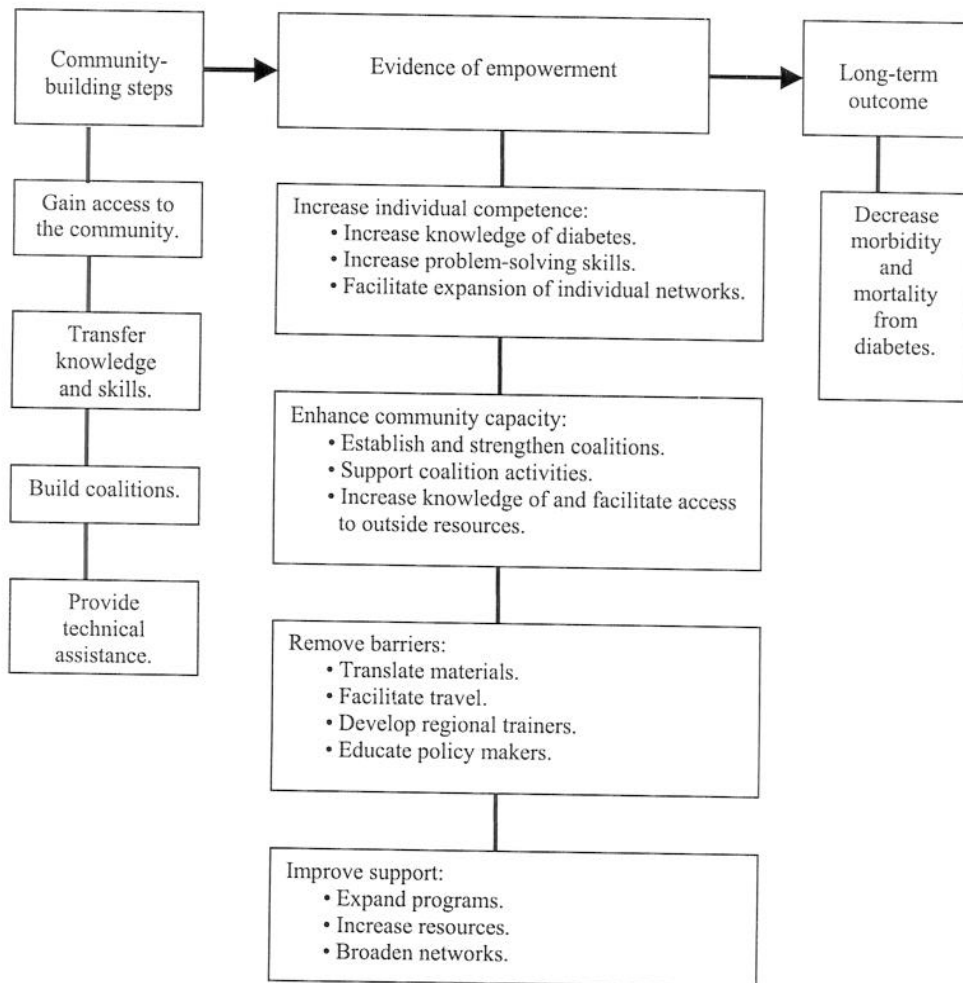 Community-
building steps
Evidence of empowerment
Long-term
outcome
Gain access to
the community.
Transfer
knowledge
and skills.
Build coalitions.
Provide
technical
assistance.
Increase individual competence:
• Increase knowledge of diabetes.
• Increase problem-solving skills.
• Facilitate expansion of individual networks.
Enhance community capacity:
• Establish and strengthen coalitions.
• Support coalition activities.
• Increase knowledge of and facilitate access
to outside resources.
Remove barriers:
• Translate materials.
• Facilitate travel.
• Develop regional trainers.
• Educate policy makers.
Improve support:
• Expand programs.
• Increase resources.
• Broaden networks.
Decrease
morbidity
and
mortality
from
diabetes.